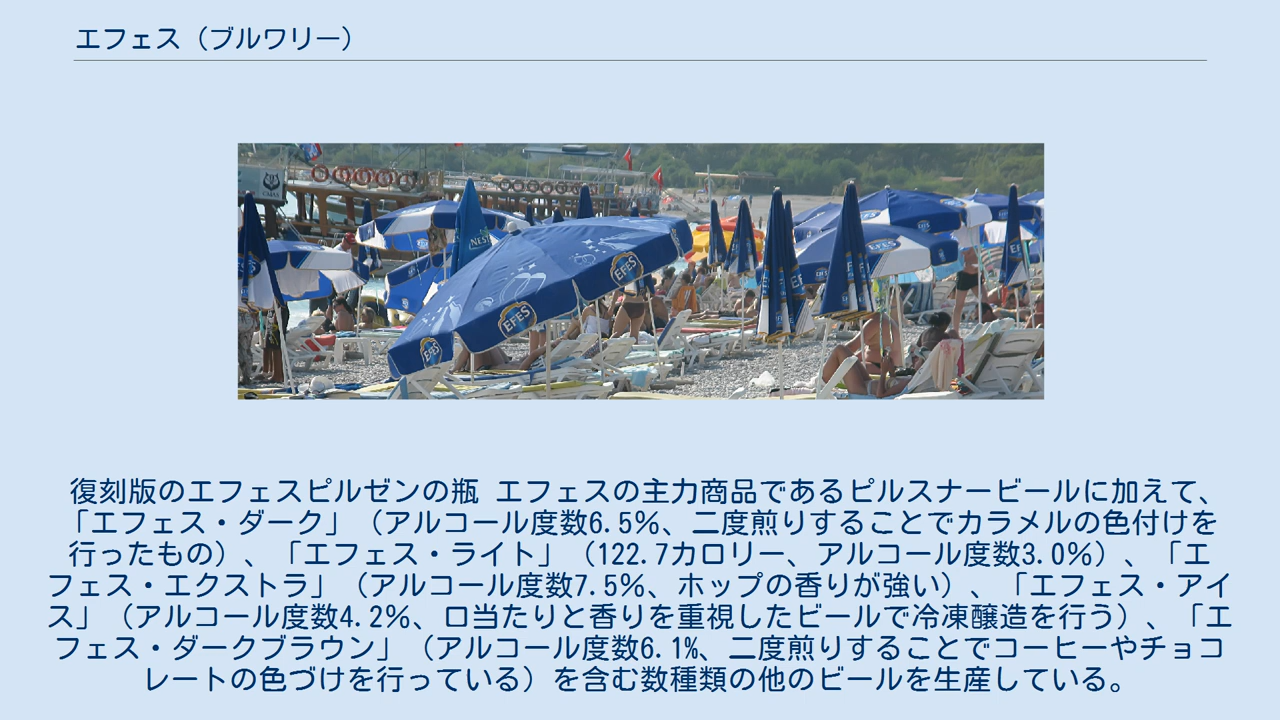 エフェス（ブルワリー）
NEST
EFES
EFES
EFES
EFES
EFES
復刻版のエフェスピルゼンの瓶 エフェスの主力商品であるピルスナービールに加えて、
「エフェス・ダーク」（アルコール度数6.5%、二度煎りすることでカラメルの色付けを
行ったもの）、「エフェス・ライト」（122.7カロリー、アルコール度数3.0%）、「エ
フェス・エクストラ」（アルコール度数7.5%、ホップの香りが強い）、「エフェス・アイ
ス」（アルコール度数4.2%、口当たりと香りを重視したビールで冷凍醸造を行う）、「エ
フェス・ダークブラウン」（アルコール度数6.1%、二度煎りすることでコーヒーやチョコ
レートの色づけを行っている）を含む数種類の他のビールを生産している。